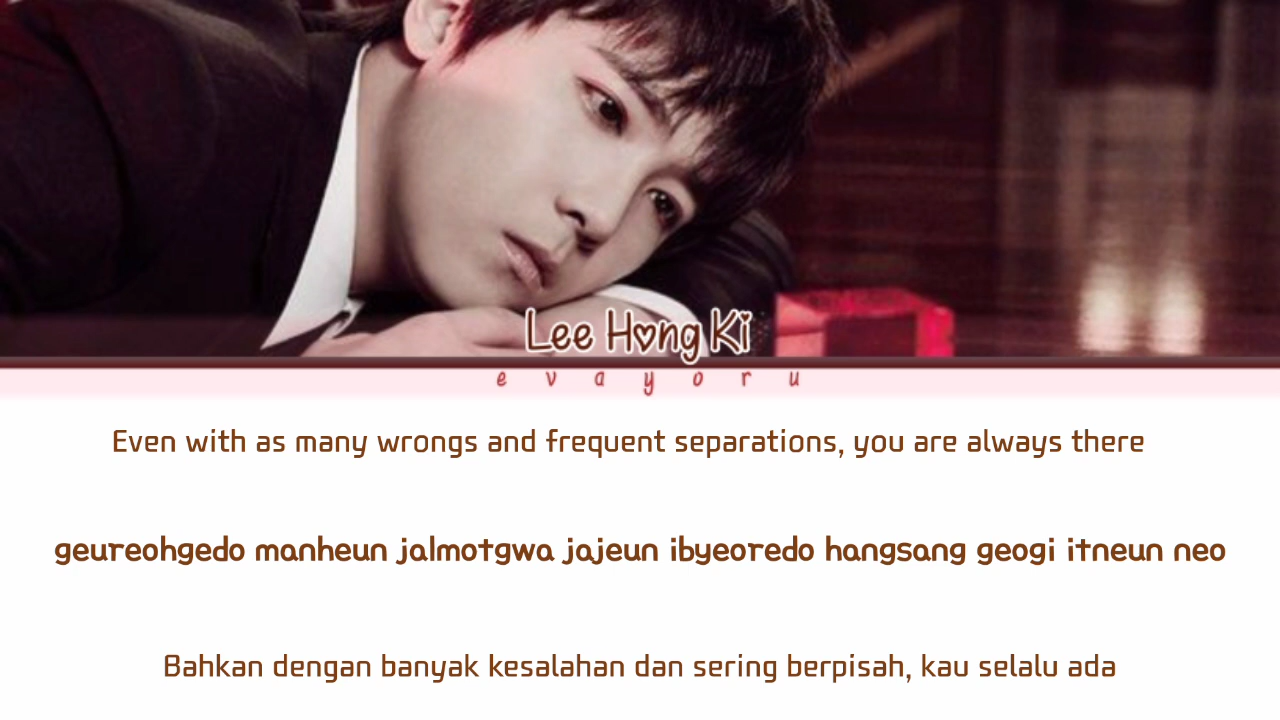 Lee Hong Ki
evayoru
Even with as many wrongs and frequent separations, you are always there
geureohgedo manheun jalmotgwa jajeun ibyeoredo hangsang geogi itneun neo
Bahkan dengan banyak kesalahan dan sering berpisah, kau selalu ada